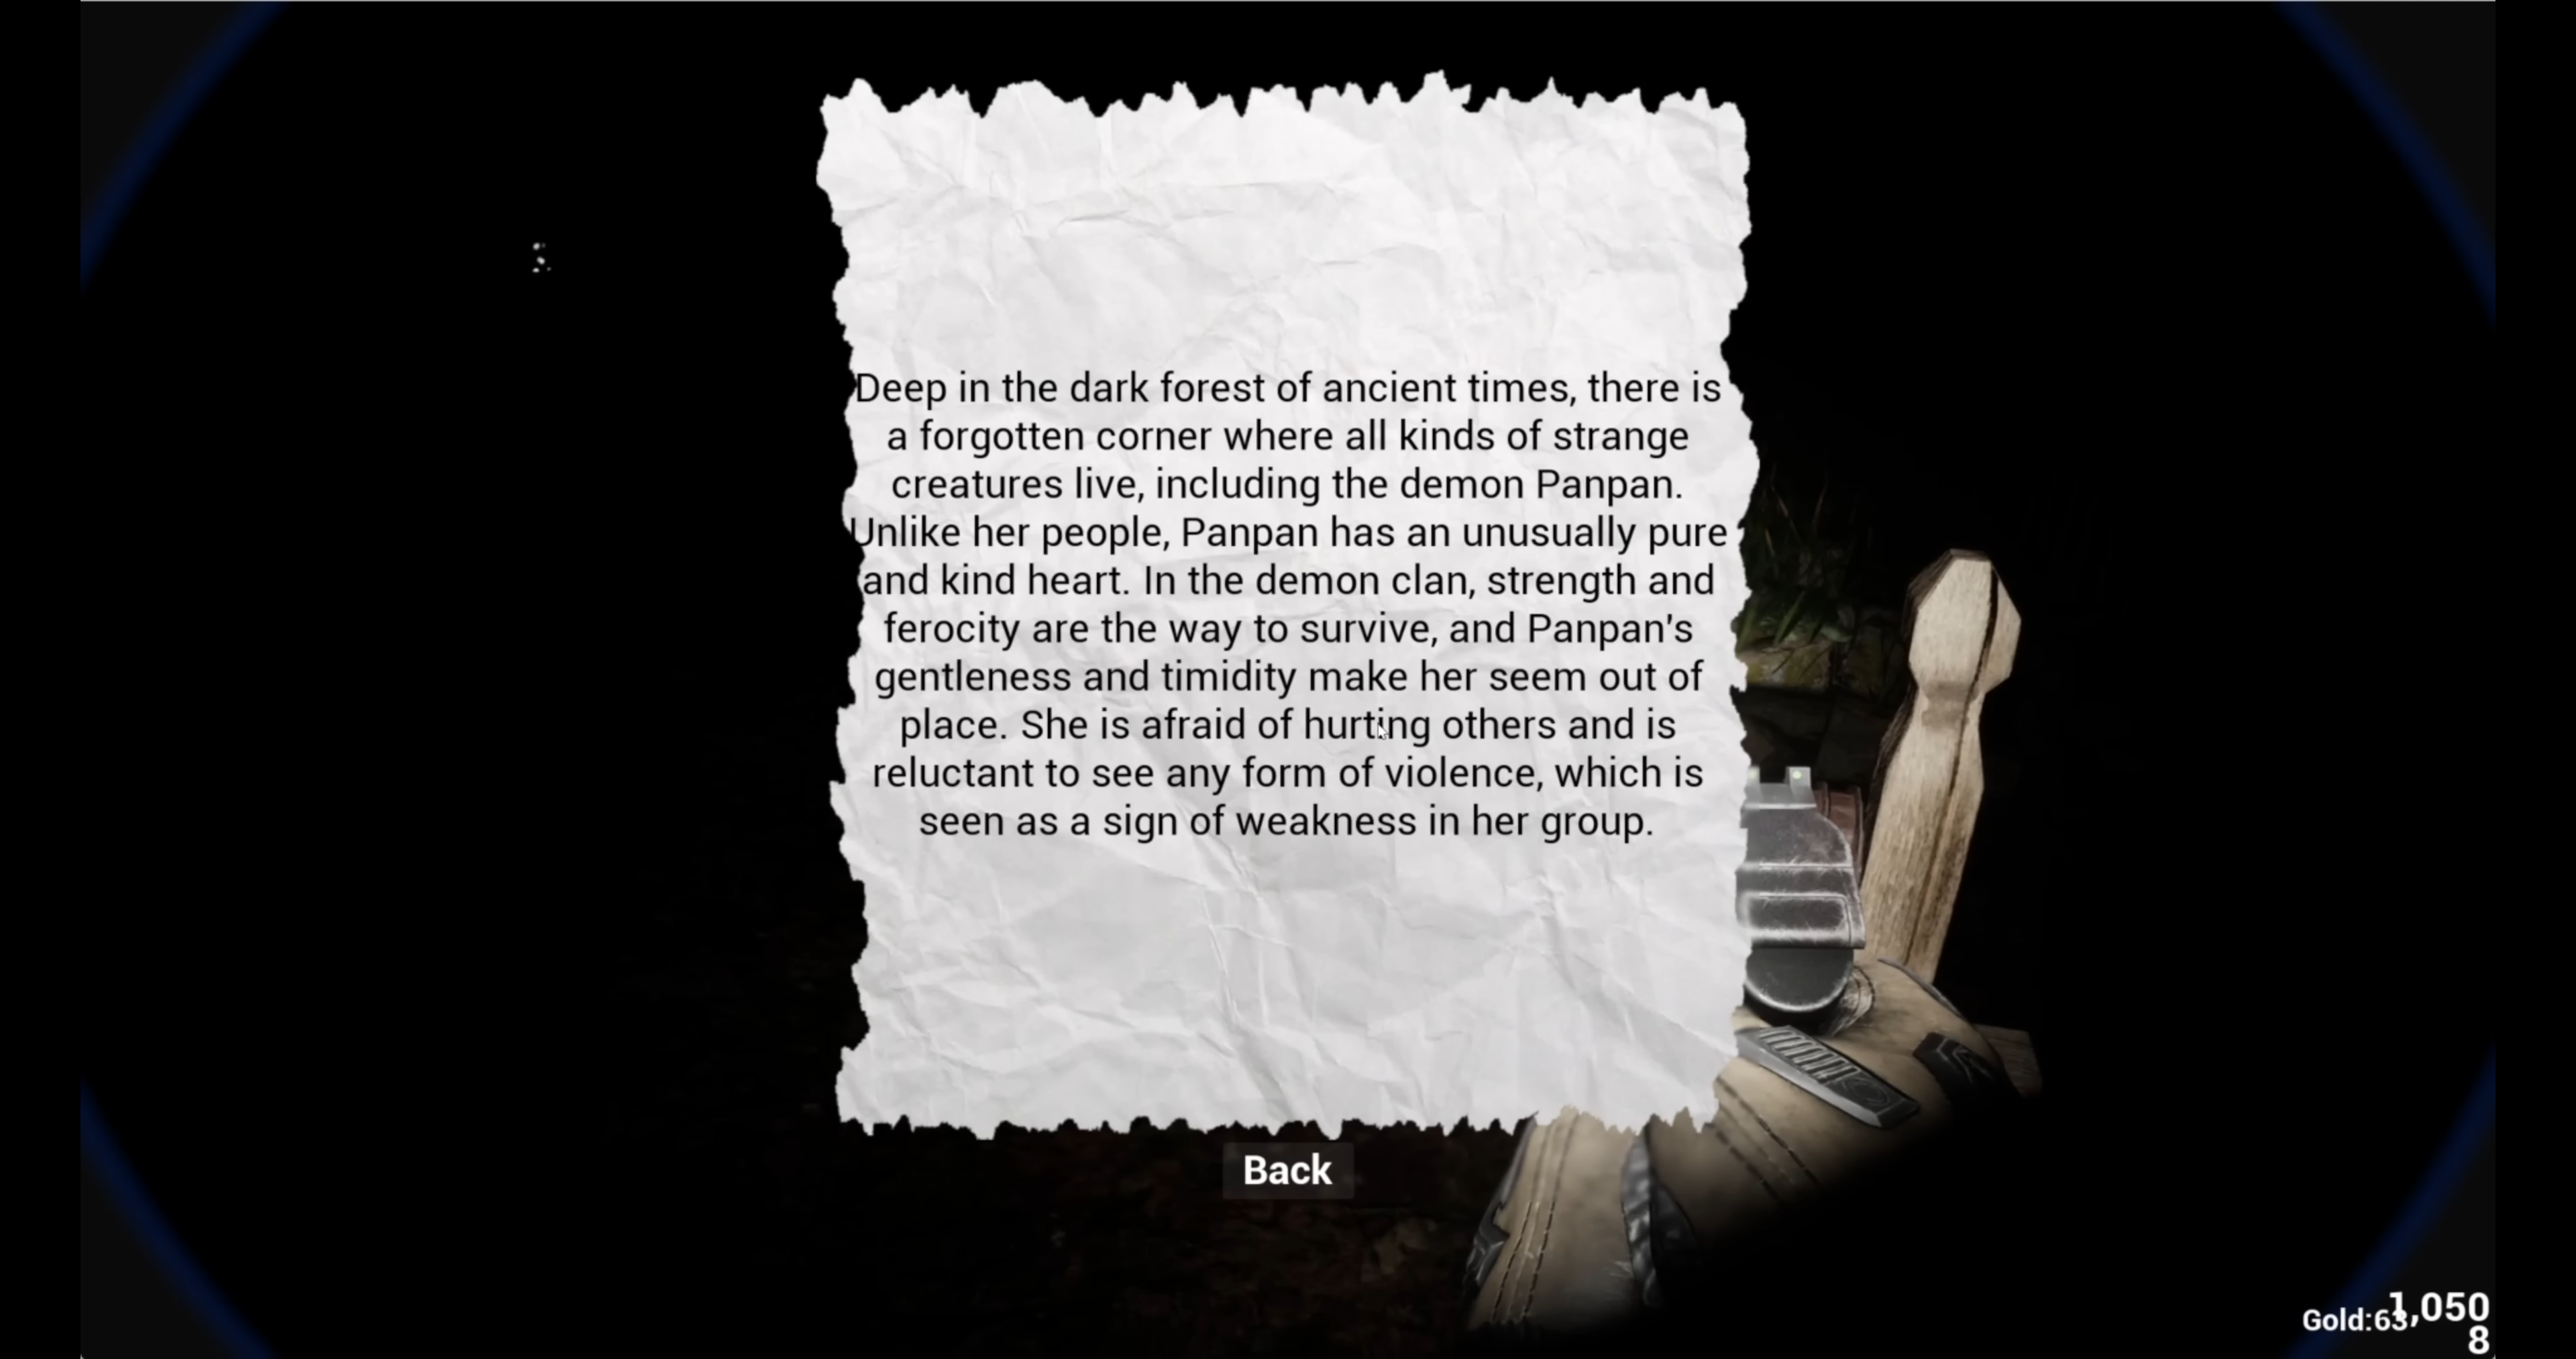 Deep in the dark forest of ancient times, there is
a forgotten corner where all kinds of strange
creatures live, including the demon Panpan.
Unlike her people, Panpan has an unusually pure
and kind heart. In the demon clan, strength and
ferocity are the way to survive, and Panpan's
gentleness and timidity make her seem out of
place. She is afraid of hurting others and is
reluctant to see any form of violence, which is
seen as a sign of weakness in her group.
Back
Gold:63
1,050
8